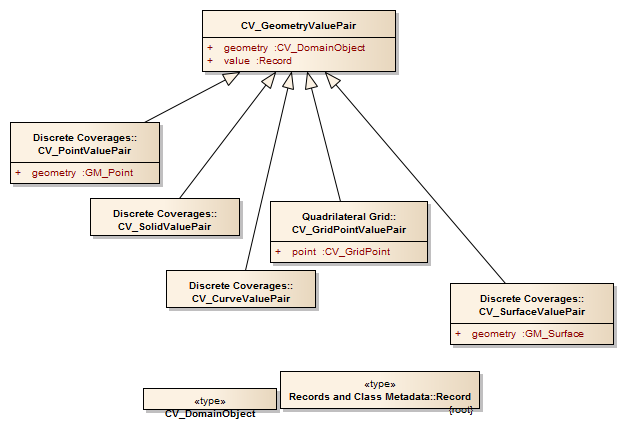 CV_GeometryValuePair
+ geometry :CV_DomainObject
+ value :Record
Discrete Coverages::
CV_PointValuePair
+ geometry :GM_Point
Discrete Coverages::
CV_SolidValuePair
Quadrilateral Grid::
CV_GridPointValuePair
+ point :CV_GridPoint
Discrete Coverages::
CV_CurveValuePair
Discrete Coverages::
CV_SurfaceValuePair
+ geometry :GM_Surface
«type»
CV_DomainObject
«type»
Records and Class Metadata::Record
{root}